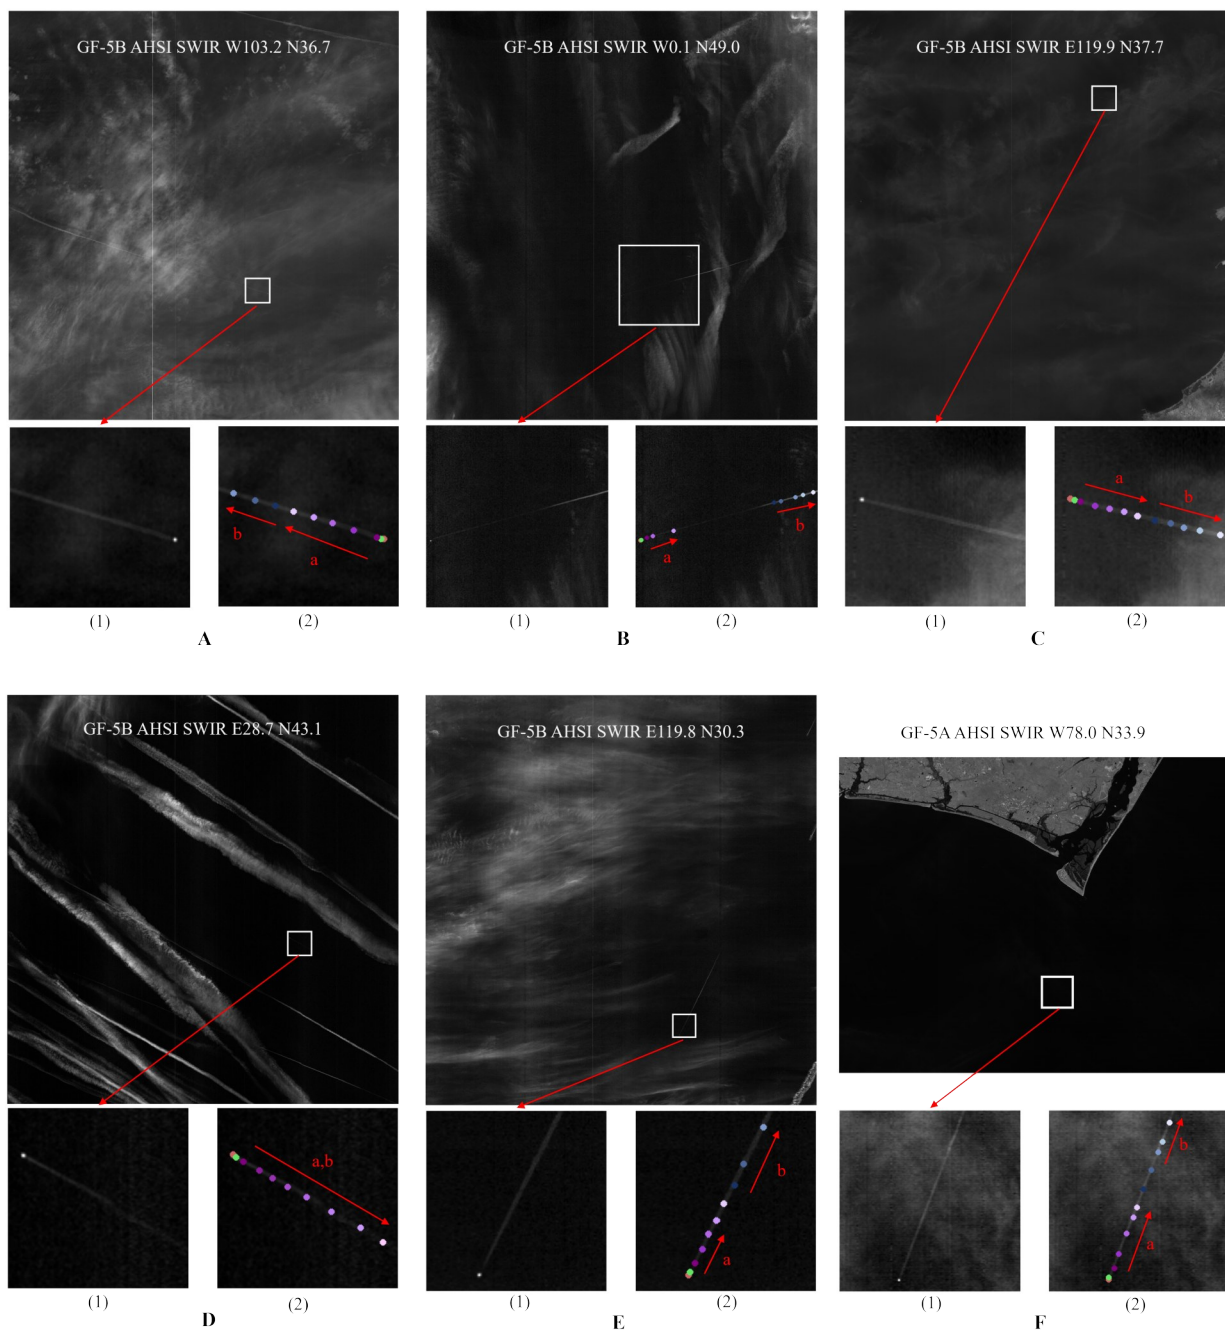 GF-5B AHSI SWIR W103.2 N36.7
GF-5B AHSI SWIR W0.1 N49.0
GF-5B AHSI SWIR E119.9 N37.7
b
a
a
b
a
b
(1)
(2)
A
(1)
(2)
B
(1)
(2)
C
GF-5B AHSI SWIR E28.7 N43.1
GF-5B AHSI SWIR E119.8 N30.3
GF-5A AHSI SWIR W78.0 N33.9
a,b
b
a
b
a
(1)
(2)
D
(1)
(2)
E
(1)
(2)
F